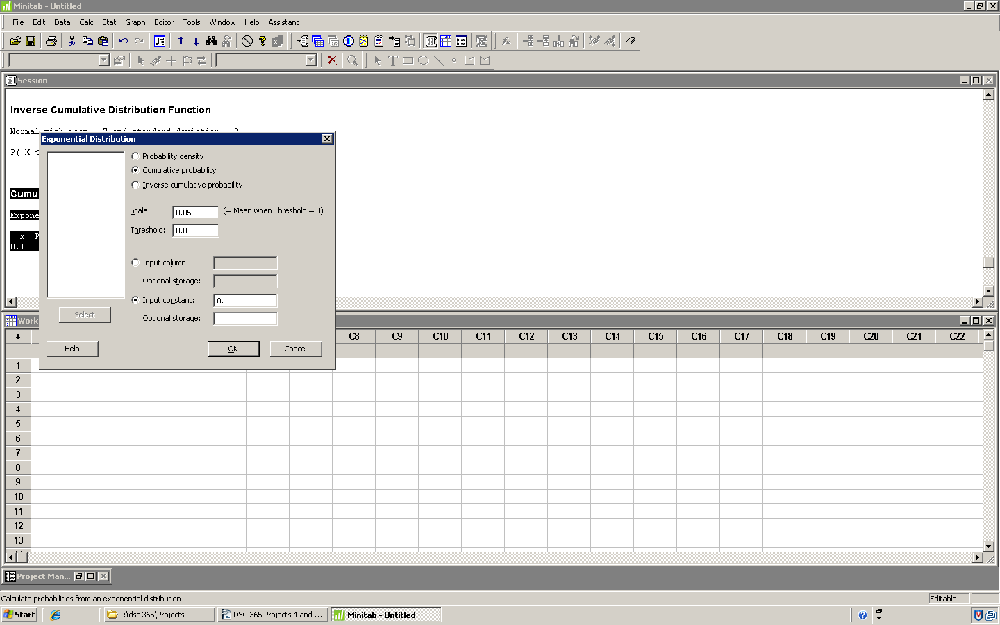 Minitab - Untitled
File Edit Data Calc Stat Graph Editor Tools Window Help Assistant
Session
Inverse Cumulative Distribution Function
P( X <
Cumu
Expone
x P
0.1
Exponential Distribution
Probability density
Cumulative probability
Inverse cumulative probability
Scale: 0.05 (= Mean when Threshold = 0)
Threshold: 0.0
Input column:
Optional storage:
Input constant: 0.1
Optional storage:
Select
Help OK Cancel
Work
C8 C9 C10 C11 C12 C13 C14 C15 C16 C17 C18 C19 C20 C21 C22
1
2
3
4
5
6
7
8
9
10
11
12
13
Project Man...
Calculate probabilities from an exponential distribution Editable
Start I:\dsc 365\Projects DSC 365 Projects 4 and ... Minitab - Untitled